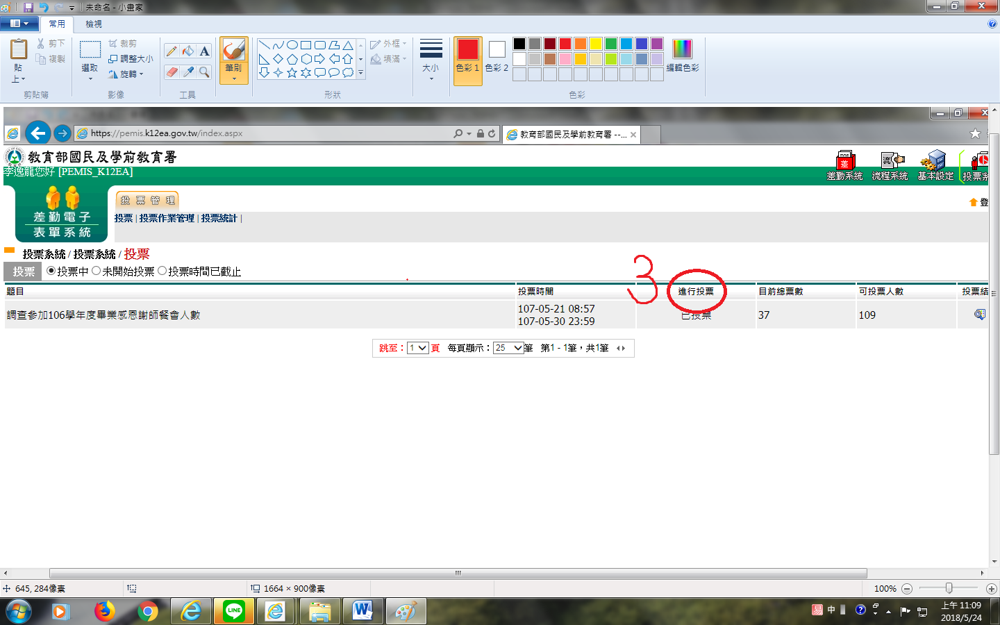 未命名 - 小畫家
常用 檢視
貼上 剪下 複製 剪貼簿
選取 裁剪 調整大小 旋轉 影像
A 工具
筆刷
外框 填滿 形狀
大小
色彩 1 色彩 2 編輯色彩 色彩
https://pemis.k12ea.gov.tw/index.aspx
教育部國民及學前教育署 --...
教育部國民及學前教育署
李逸龍您好 [PEMIS_K12EA]
差 差勤系統 流 流程系統 基本設定 投票系
差勤電子
表單系統
投票管理
登
投票 | 投票作業管理 | 投票統計 |
投票系統 / 投票系統 / 投票
投票 投票中 未開始投票 投票時間已截止
3
題目 投票時間 進行投票 目前總票數 可投票人數 投票結
調查參加106學年度畢業感恩謝師餐會人數 107-05-21 08:57 已投票 37 109
107-05-30 23:59
跳至：1 頁 每頁顯示：25 筆 第1 - 1筆，共1筆
645, 284像素 1664 × 900像素 100%
LINE W 易 中 上午 11:09
2018/5/24